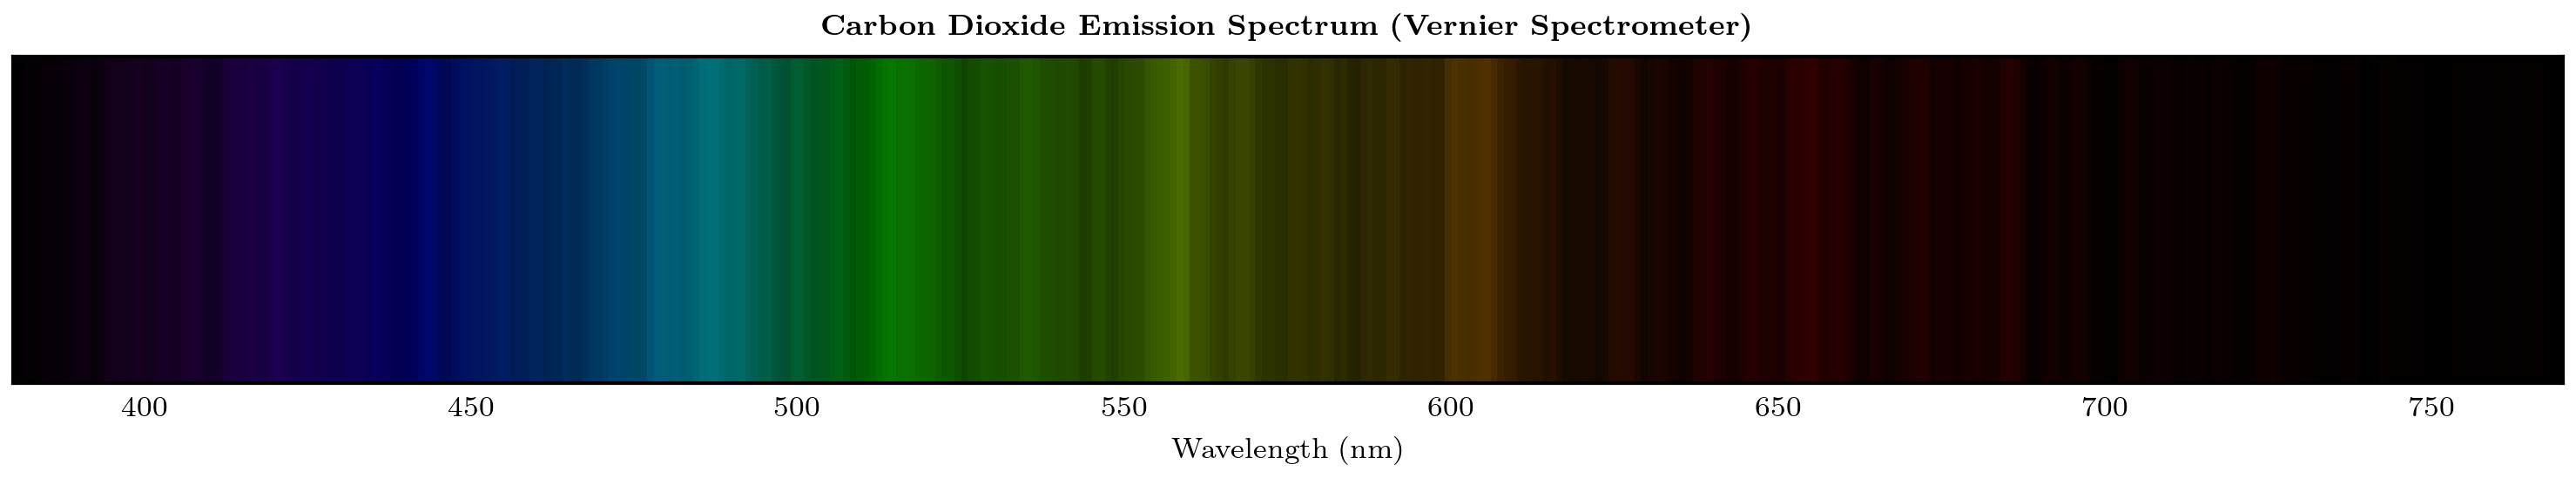 Carbon Dioxide Emission Spectrum (Vernier Spectrometer)
400 450 500 550 600 650 700 750
Wavelength (nm)